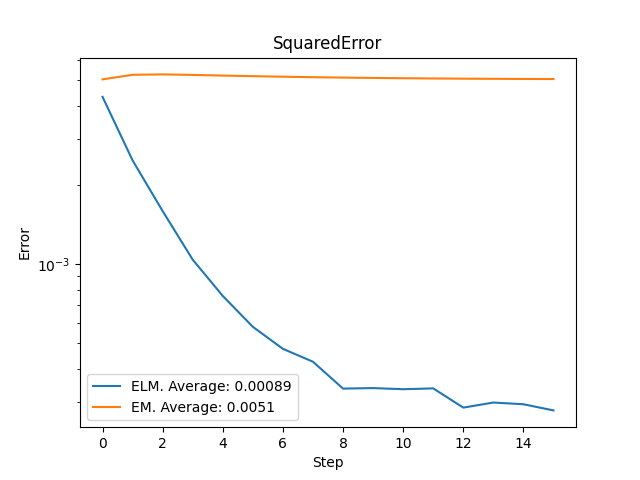 SquaredError
Error
10⁻³
ELM. Average: 0.00089
EM. Average: 0.0051
0 2 4 6 8 10 12 14
Step